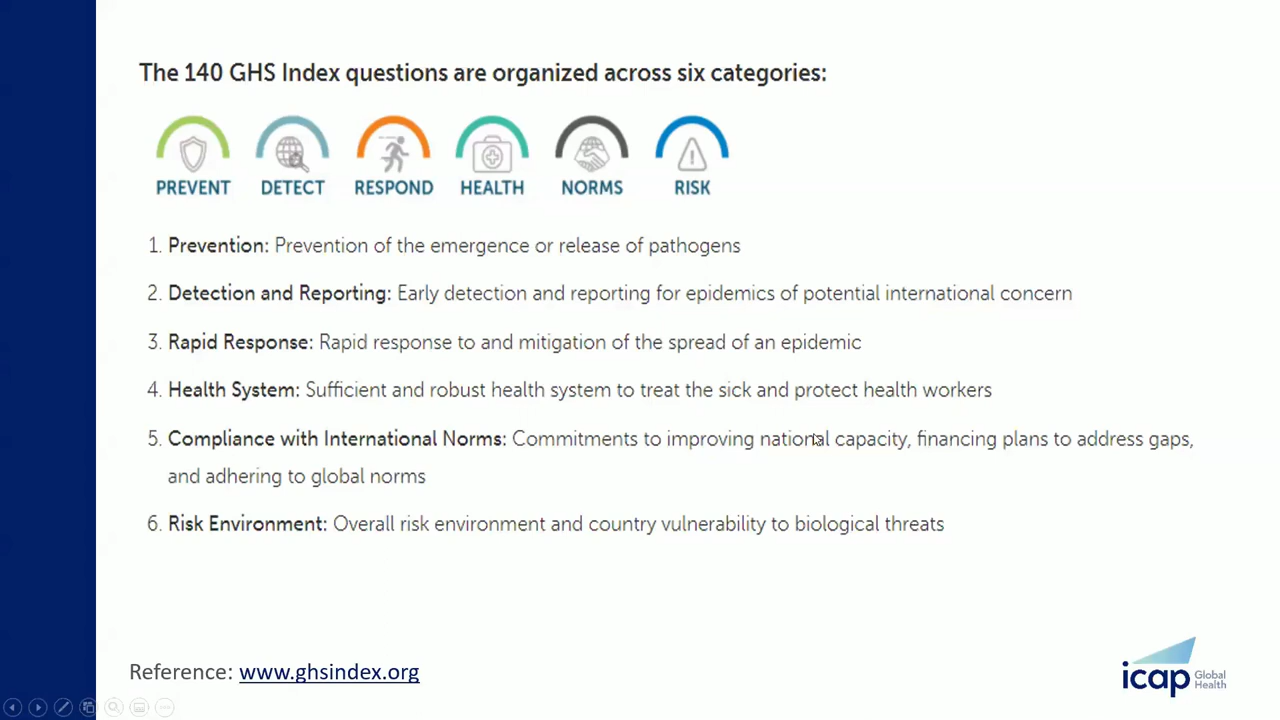 The 140 GHS Index questions are organized across six categories:
PREVENT DETECT RESPOND HEALTH NORMS RISK
1. Prevention: Prevention of the emergence or release of pathogens
2. Detection and Reporting: Early detection and reporting for epidemics of potential international concern
3. Rapid Response: Rapid response to and mitigation of the spread of an epidemic
4. Health System: Sufficient and robust health system to treat the sick and protect health workers
5. Compliance with International Norms: Commitments to improving national capacity, financing plans to address gaps,
and adhering to global norms
6. Risk Environment: Overall risk environment and country vulnerability to biological threats
Reference: www.ghsindex.org
icap Global
Health